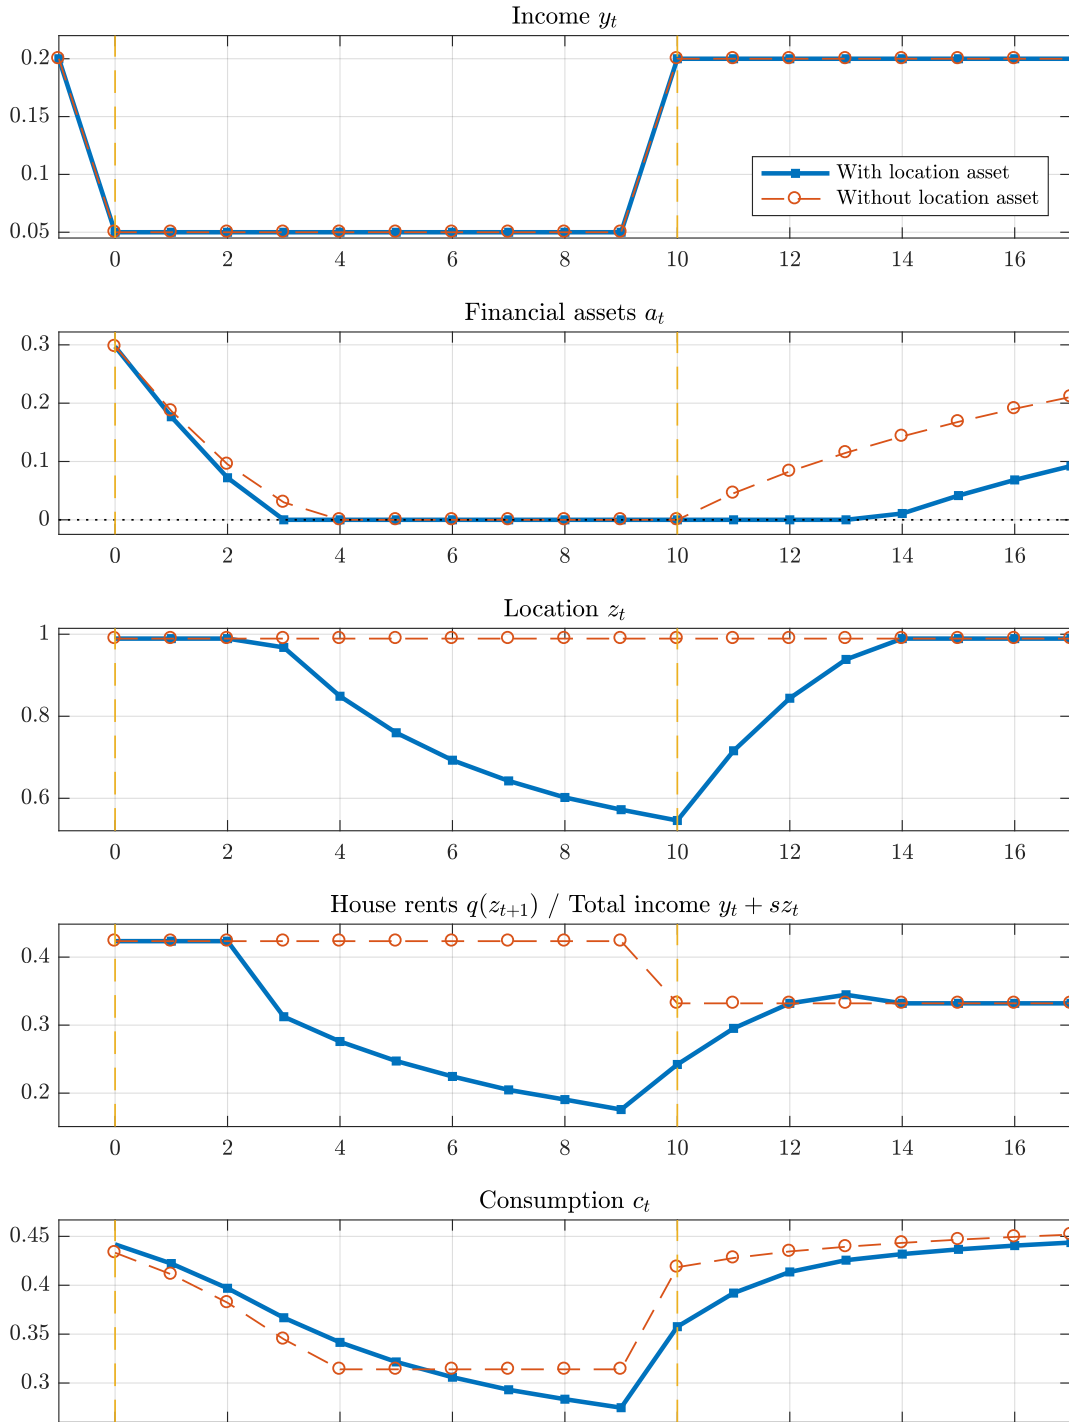 Income y_t
0.2
0.15
0.1
0.05
With location asset
Without location asset
0 2 4 6 8 10 12 14 16
Financial assets a_t
0.3
0.2
0.1
0
0 2 4 6 8 10 12 14 16
Location z_t
1
0.8
0.6
0 2 4 6 8 10 12 14 16
House rents q(z_{t+1}) / Total income y_t + sz_t
0.4
0.3
0.2
0 2 4 6 8 10 12 14 16
Consumption c_t
0.45
0.4
0.35
0.3